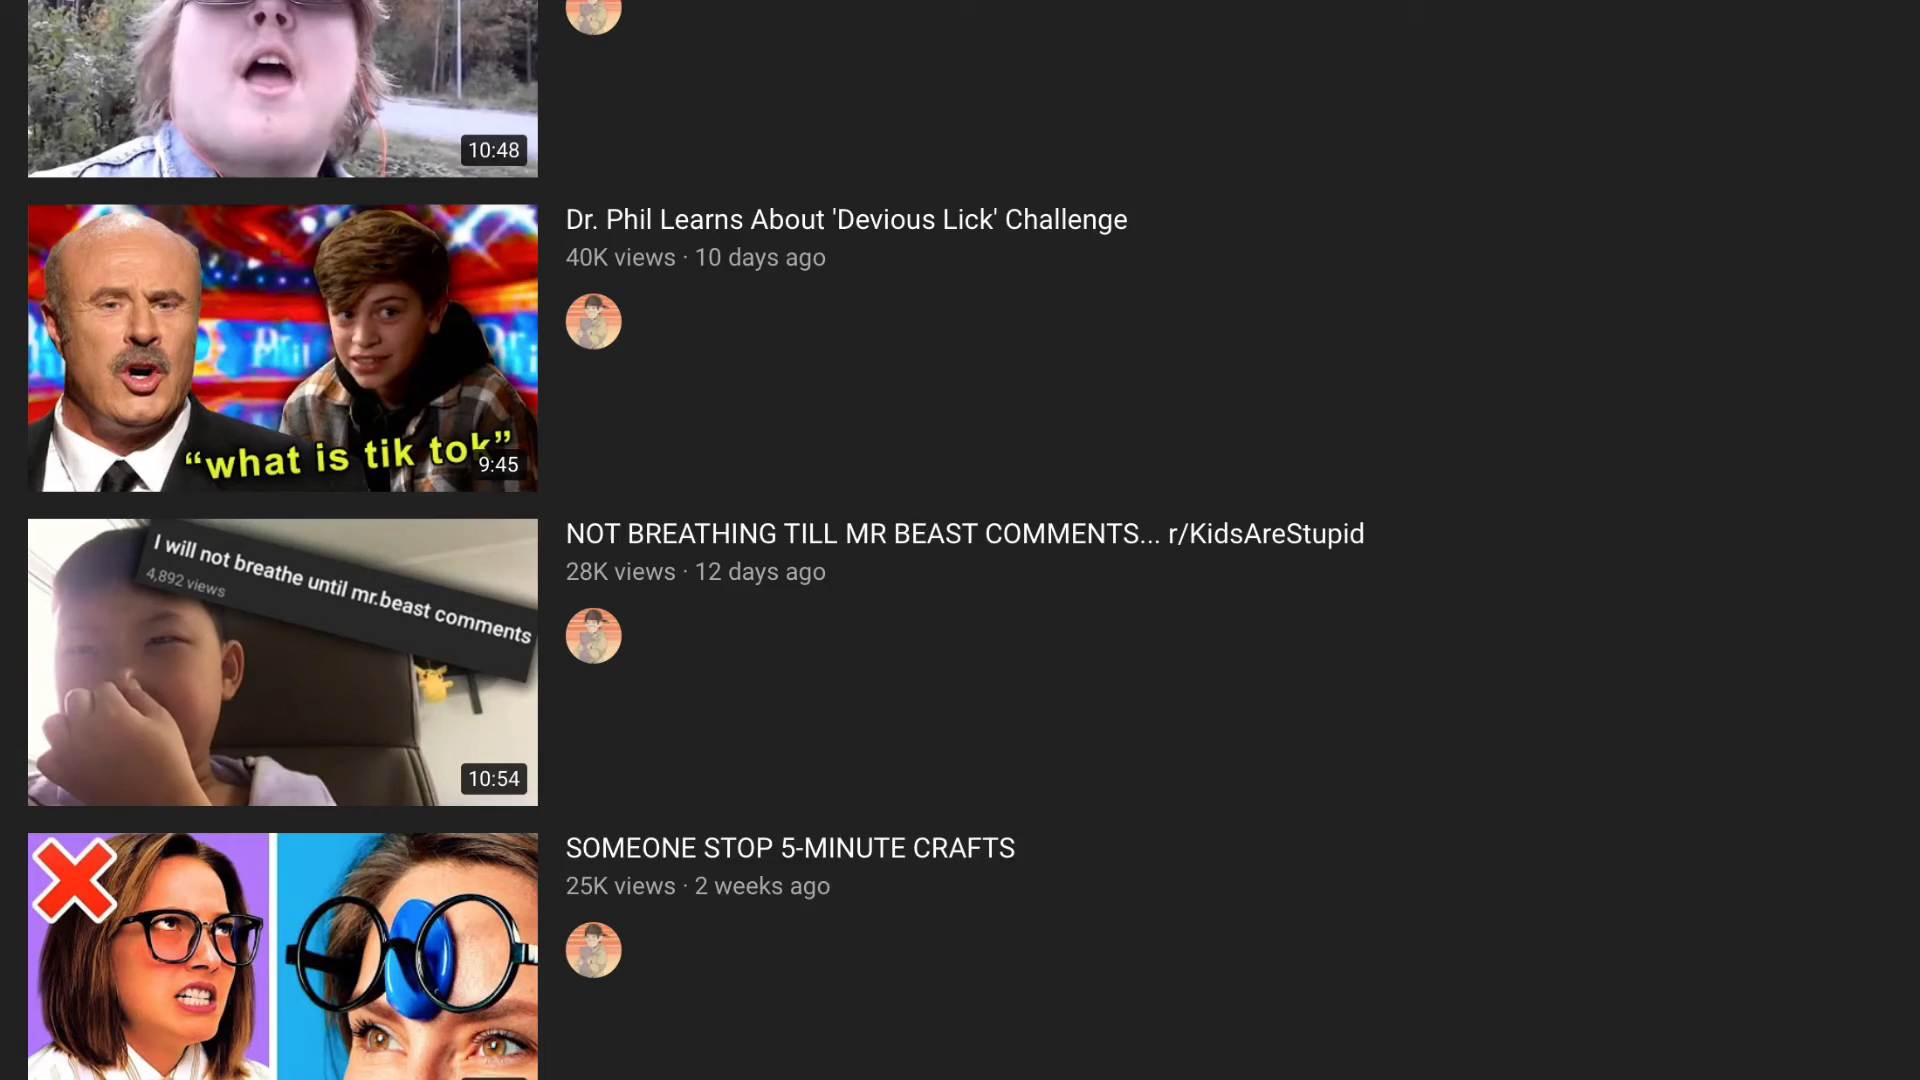 10:48
Dr. Phil Learns About 'Devious Lick' Challenge
40K views · 10 days ago
Dr.
Phil
“what is tik tok”
9:45
NOT BREATHING TILL MR BEAST COMMENTS... r/KidsAreStupid
28K views · 12 days ago
I will not breathe until mr.beast comments
4,892 views
10:54
SOMEONE STOP 5-MINUTE CRAFTS
25K views · 2 weeks ago